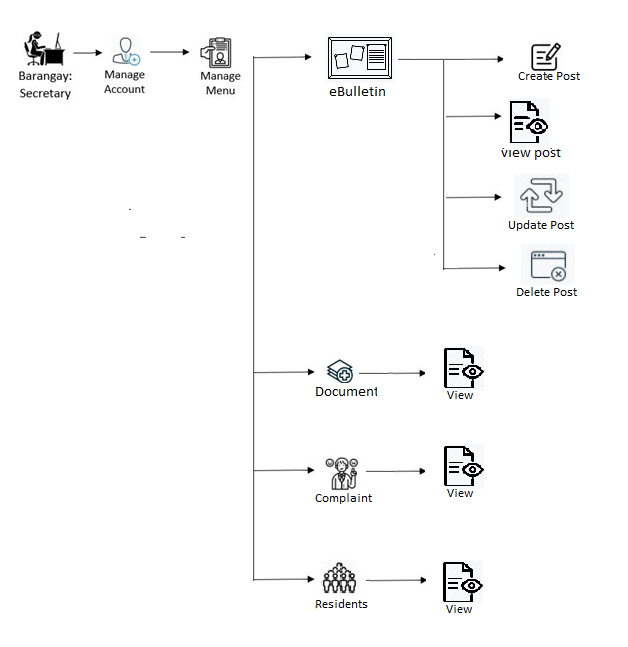 Barangay:
Secretary
Manage
Account
Manage
Menu
eBulletin
Create Post
View post
Update Post
Delete Post
Document
View
Complaint
View
Residents
View